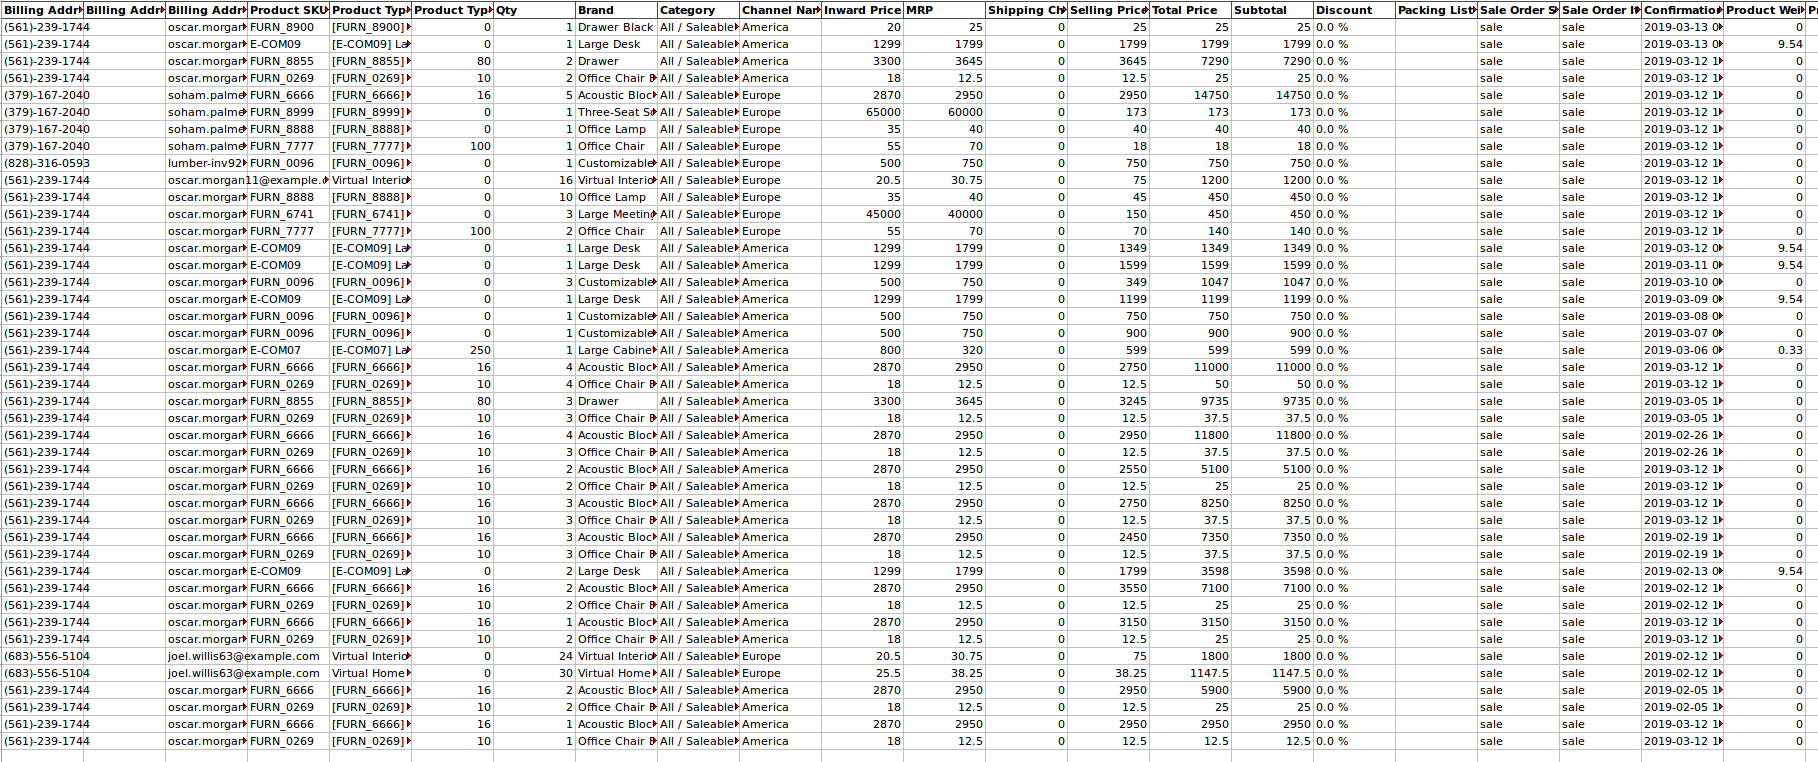 Billing Addr Billing Addr Billing Addr Product SKU Product Typ Product Typ Qty Brand Category Channel Nar Inward Price MRP Shipping Ch Selling Price Total Price Subtotal Discount Packing List Sale Order S Sale Order I Confirmation Product Wei Pr
(561)-239-1744 oscar.morgar FURN_8900 [FURN_8900] 0 1 Drawer Black All / Saleable America 20 25 0 25 25 25 0.0 % sale sale 2019-03-13 0 0
(561)-239-1744 oscar.morgar E-COM09 [E-COM09] La 0 1 Large Desk All / Saleable America 1299 1799 0 1799 1799 1799 0.0 % sale sale 2019-03-13 0 9.54
(561)-239-1744 oscar.morgar FURN_8855 [FURN_8855] 80 2 Drawer All / Saleable America 3300 3645 0 3645 7290 7290 0.0 % sale sale 2019-03-12 1 0
(561)-239-1744 oscar.morgar FURN_0269 [FURN_0269] 10 2 Office Chair B All / Saleable America 18 12.5 0 12.5 25 25 0.0 % sale sale 2019-03-12 1 0
(379)-167-2040 soham.palme FURN_6666 [FURN_6666] 16 5 Acoustic Bloc All / Saleable Europe 2870 2950 0 2950 14750 14750 0.0 % sale sale 2019-03-12 1 0
(379)-167-2040 soham.palme FURN_8999 [FURN_8999] 0 1 Three-Seat So All / Saleable Europe 65000 60000 0 173 173 173 0.0 % sale sale 2019-03-12 1 0
(379)-167-2040 soham.palme FURN_8888 [FURN_8888] 0 1 Office Lamp All / Saleable Europe 35 40 0 40 40 40 0.0 % sale sale 2019-03-12 1 0
(379)-167-2040 soham.palme FURN_7777 [FURN_7777] 100 1 Office Chair All / Saleable Europe 55 70 0 18 18 18 0.0 % sale sale 2019-03-12 1 0
(828)-316-0593 lumber-inv92 FURN_0096 [FURN_0096] 0 1 Customizable All / Saleable Europe 500 750 0 750 750 750 0.0 % sale sale 2019-03-12 1 0
(561)-239-1744 oscar.morgan11@example.c Virtual Interio 0 16 Virtual Interio All / Saleable Europe 20.5 30.75 0 75 1200 1200 0.0 % sale sale 2019-03-12 1 0
(561)-239-1744 oscar.morgar FURN_8888 [FURN_8888] 0 10 Office Lamp All / Saleable Europe 35 40 0 45 450 450 0.0 % sale sale 2019-03-12 1 0
(561)-239-1744 oscar.morgar FURN_6741 [FURN_6741] 0 3 Large Meeting All / Saleable Europe 45000 40000 0 150 450 450 0.0 % sale sale 2019-03-12 1 0
(561)-239-1744 oscar.morgar FURN_7777 [FURN_7777] 100 2 Office Chair All / Saleable Europe 55 70 0 70 140 140 0.0 % sale sale 2019-03-12 1 0
(561)-239-1744 oscar.morgar E-COM09 [E-COM09] La 0 1 Large Desk All / Saleable America 1299 1799 0 1349 1349 1349 0.0 % sale sale 2019-03-12 0 9.54
(561)-239-1744 oscar.morgar E-COM09 [E-COM09] La 0 1 Large Desk All / Saleable America 1299 1799 0 1599 1599 1599 0.0 % sale sale 2019-03-11 0 9.54
(561)-239-1744 oscar.morgar FURN_0096 [FURN_0096] 0 3 Customizable All / Saleable America 500 750 0 349 1047 1047 0.0 % sale sale 2019-03-10 0 0
(561)-239-1744 oscar.morgar E-COM09 [E-COM09] La 0 1 Large Desk All / Saleable America 1299 1799 0 1199 1199 1199 0.0 % sale sale 2019-03-09 0 9.54
(561)-239-1744 oscar.morgar FURN_0096 [FURN_0096] 0 1 Customizable All / Saleable America 500 750 0 750 750 750 0.0 % sale sale 2019-03-08 0 0
(561)-239-1744 oscar.morgar FURN_0096 [FURN_0096] 0 1 Customizable All / Saleable America 500 750 0 900 900 900 0.0 % sale sale 2019-03-07 0 0
(561)-239-1744 oscar.morgar E-COM07 [E-COM07] La 250 1 Large Cabine All / Saleable America 800 320 0 599 599 599 0.0 % sale sale 2019-03-06 0 0.33
(561)-239-1744 oscar.morgar FURN_6666 [FURN_6666] 16 4 Acoustic Bloc All / Saleable America 2870 2950 0 2750 11000 11000 0.0 % sale sale 2019-03-12 1 0
(561)-239-1744 oscar.morgar FURN_0269 [FURN_0269] 10 4 Office Chair B All / Saleable America 18 12.5 0 12.5 50 50 0.0 % sale sale 2019-03-12 1 0
(561)-239-1744 oscar.morgar FURN_8855 [FURN_8855] 80 3 Drawer All / Saleable America 3300 3645 0 3245 9735 9735 0.0 % sale sale 2019-03-05 1 0
(561)-239-1744 oscar.morgar FURN_0269 [FURN_0269] 10 3 Office Chair B All / Saleable America 18 12.5 0 12.5 37.5 37.5 0.0 % sale sale 2019-03-05 1 0
(561)-239-1744 oscar.morgar FURN_6666 [FURN_6666] 16 4 Acoustic Bloc All / Saleable America 2870 2950 0 2950 11800 11800 0.0 % sale sale 2019-02-26 1 0
(561)-239-1744 oscar.morgar FURN_0269 [FURN_0269] 10 3 Office Chair B All / Saleable America 18 12.5 0 12.5 37.5 37.5 0.0 % sale sale 2019-02-26 1 0
(561)-239-1744 oscar.morgar FURN_6666 [FURN_6666] 16 2 Acoustic Bloc All / Saleable America 2870 2950 0 2550 5100 5100 0.0 % sale sale 2019-03-12 1 0
(561)-239-1744 oscar.morgar FURN_0269 [FURN_0269] 10 2 Office Chair B All / Saleable America 18 12.5 0 12.5 25 25 0.0 % sale sale 2019-03-12 1 0
(561)-239-1744 oscar.morgar FURN_6666 [FURN_6666] 16 3 Acoustic Bloc All / Saleable America 2870 2950 0 2750 8250 8250 0.0 % sale sale 2019-03-12 1 0
(561)-239-1744 oscar.morgar FURN_0269 [FURN_0269] 10 3 Office Chair B All / Saleable America 18 12.5 0 12.5 37.5 37.5 0.0 % sale sale 2019-03-12 1 0
(561)-239-1744 oscar.morgar FURN_6666 [FURN_6666] 16 3 Acoustic Bloc All / Saleable America 2870 2950 0 2450 7350 7350 0.0 % sale sale 2019-02-19 1 0
(561)-239-1744 oscar.morgar FURN_0269 [FURN_0269] 10 3 Office Chair B All / Saleable America 18 12.5 0 12.5 37.5 37.5 0.0 % sale sale 2019-02-19 1 0
(561)-239-1744 oscar.morgar E-COM09 [E-COM09] La 0 2 Large Desk All / Saleable America 1299 1799 0 1799 3598 3598 0.0 % sale sale 2019-02-13 0 9.54
(561)-239-1744 oscar.morgar FURN_6666 [FURN_6666] 16 2 Acoustic Bloc All / Saleable America 2870 2950 0 3550 7100 7100 0.0 % sale sale 2019-02-12 1 0
(561)-239-1744 oscar.morgar FURN_0269 [FURN_0269] 10 2 Office Chair B All / Saleable America 18 12.5 0 12.5 25 25 0.0 % sale sale 2019-02-12 1 0
(561)-239-1744 oscar.morgar FURN_6666 [FURN_6666] 16 1 Acoustic Bloc All / Saleable America 2870 2950 0 3150 3150 3150 0.0 % sale sale 2019-02-12 1 0
(561)-239-1744 oscar.morgar FURN_0269 [FURN_0269] 10 2 Office Chair B All / Saleable America 18 12.5 0 12.5 25 25 0.0 % sale sale 2019-02-12 1 0
(683)-556-5104 joel.willis63@example.com Virtual Interio 0 24 Virtual Interio All / Saleable Europe 20.5 30.75 0 75 1800 1800 0.0 % sale sale 2019-02-12 1 0
(683)-556-5104 joel.willis63@example.com Virtual Home 0 30 Virtual Home All / Saleable Europe 25.5 38.25 0 38.25 1147.5 1147.5 0.0 % sale sale 2019-02-12 1 0
(561)-239-1744 oscar.morgar FURN_6666 [FURN_6666] 16 2 Acoustic Bloc All / Saleable America 2870 2950 0 2950 5900 5900 0.0 % sale sale 2019-02-05 1 0
(561)-239-1744 oscar.morgar FURN_0269 [FURN_0269] 10 2 Office Chair B All / Saleable America 18 12.5 0 12.5 25 25 0.0 % sale sale 2019-02-05 1 0
(561)-239-1744 oscar.morgar FURN_6666 [FURN_6666] 16 1 Acoustic Bloc All / Saleable America 2870 2950 0 2950 2950 2950 0.0 % sale sale 2019-03-12 1 0
(561)-239-1744 oscar.morgar FURN_0269 [FURN_0269] 10 1 Office Chair B All / Saleable America 18 12.5 0 12.5 12.5 12.5 0.0 % sale sale 2019-03-12 1 0